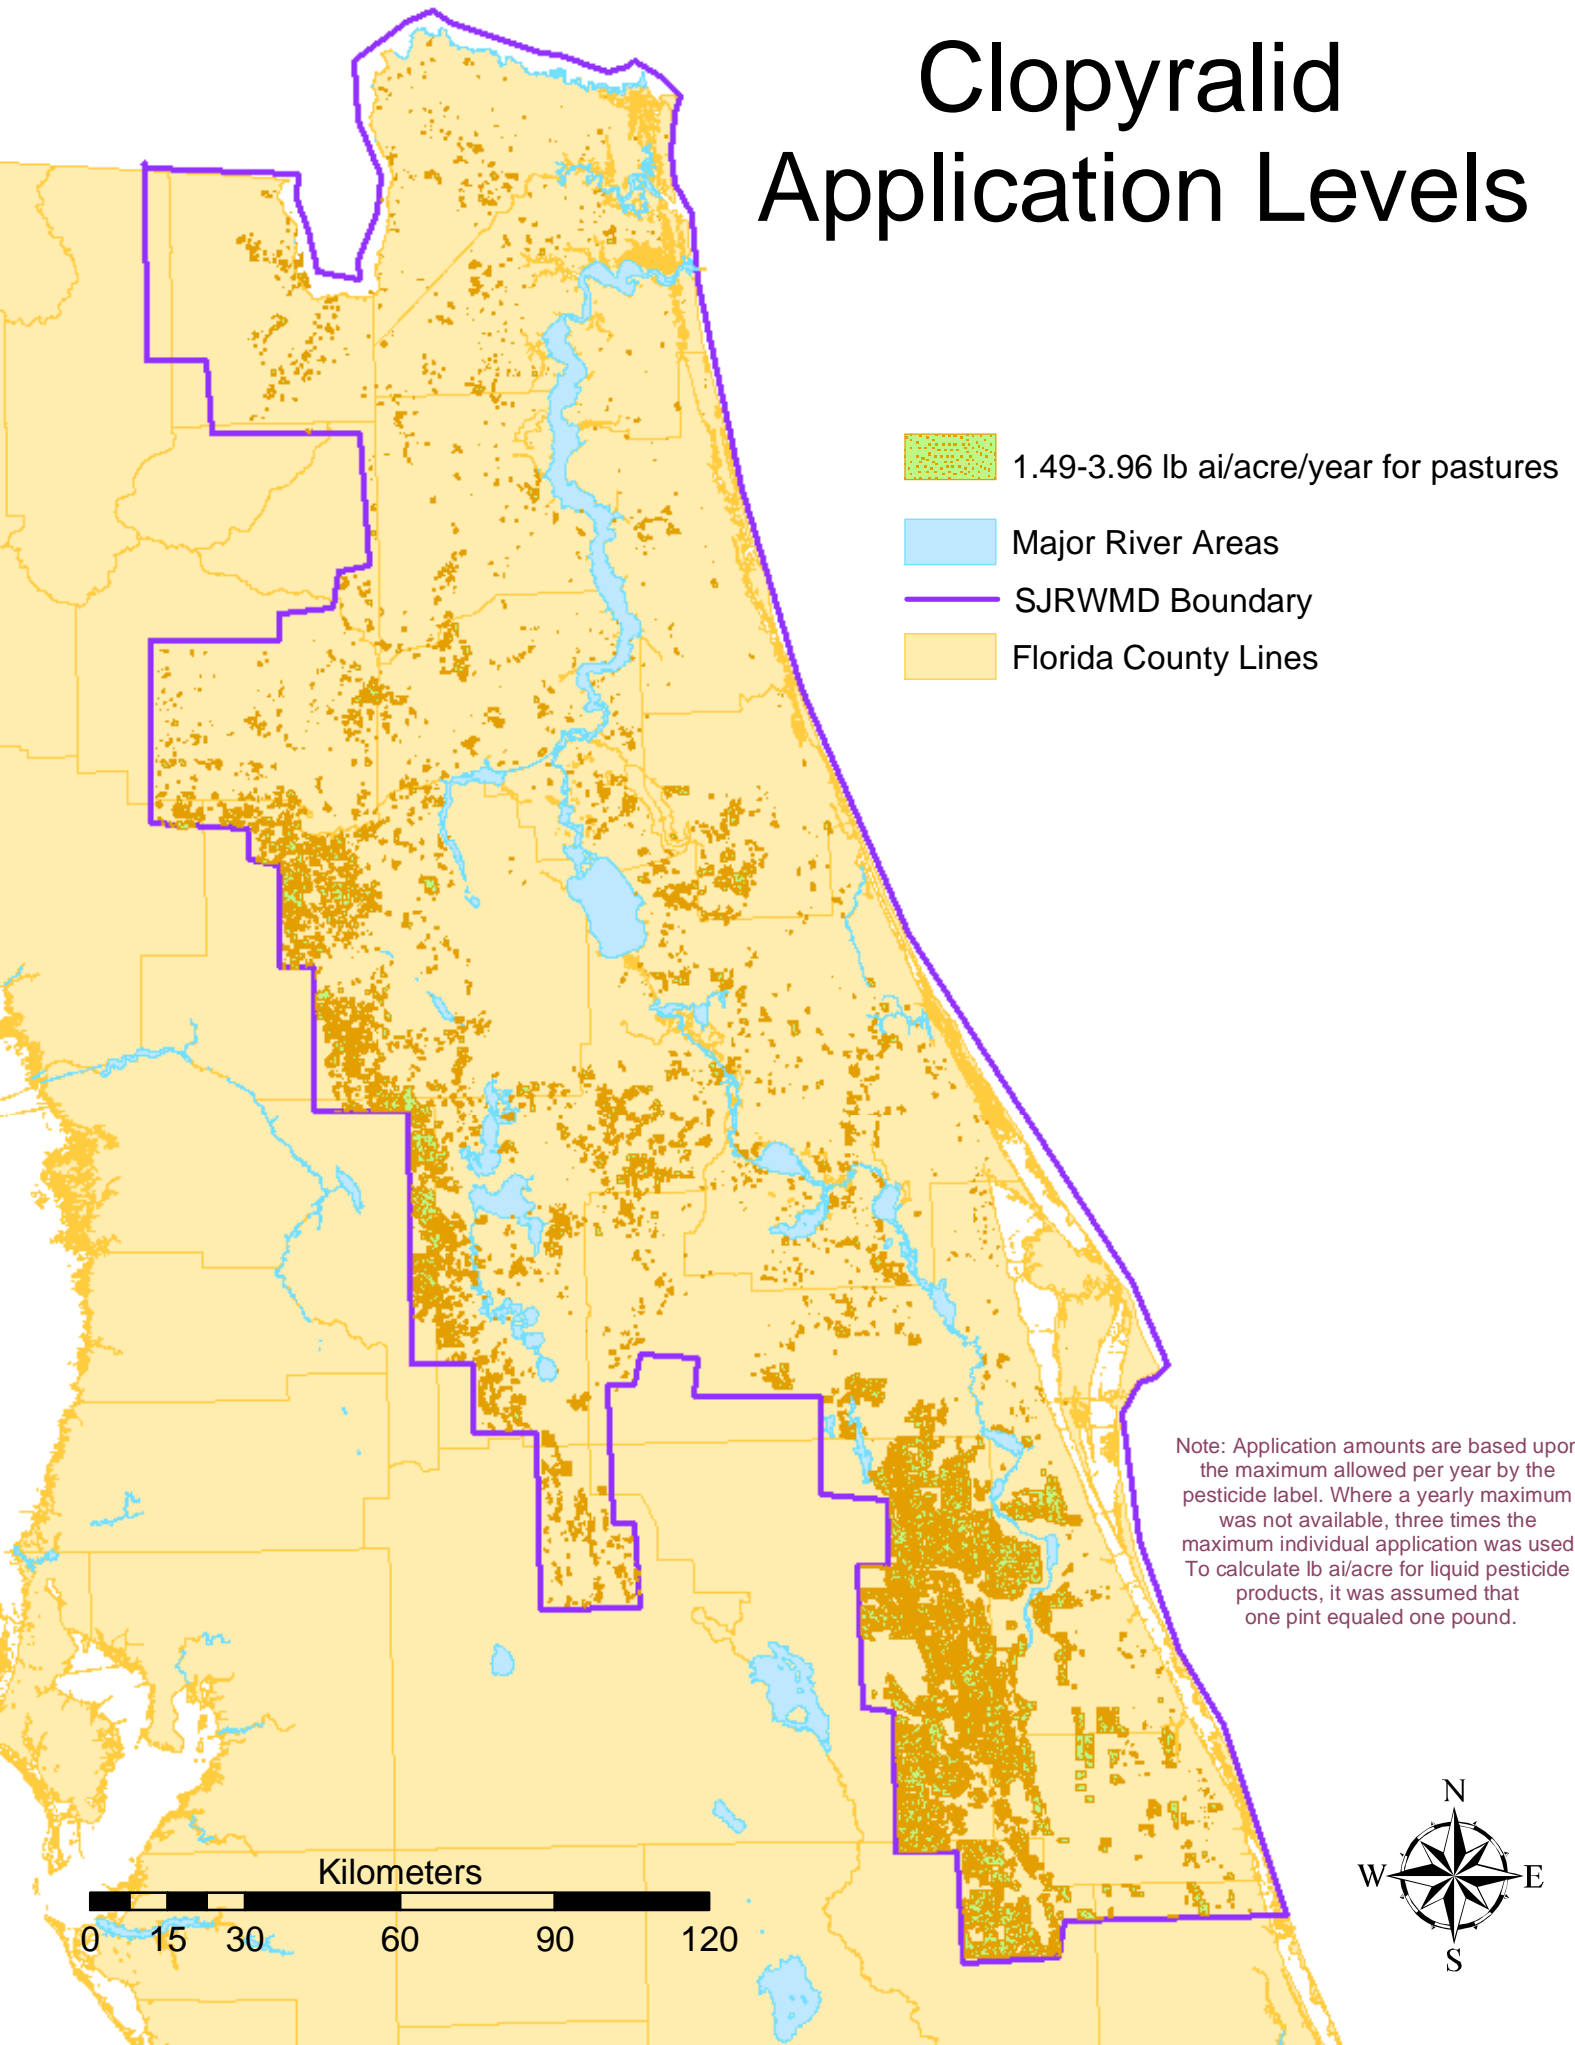 Clopyralid
Application Levels
1.49-3.96 lb ai/acre/year for pastures
Major River Areas
SJRWMD Boundary
Florida County Lines
Note: Application amounts are based upon
the maximum allowed per year by the
pesticide label. Where a yearly maximum
was not available, three times the
maximum individual application was used
To calculate lb ai/acre for liquid pesticide
products, it was assumed that
one pint equaled one pound.
N
W E
S
Kilometers
0 15 30 60 90 120